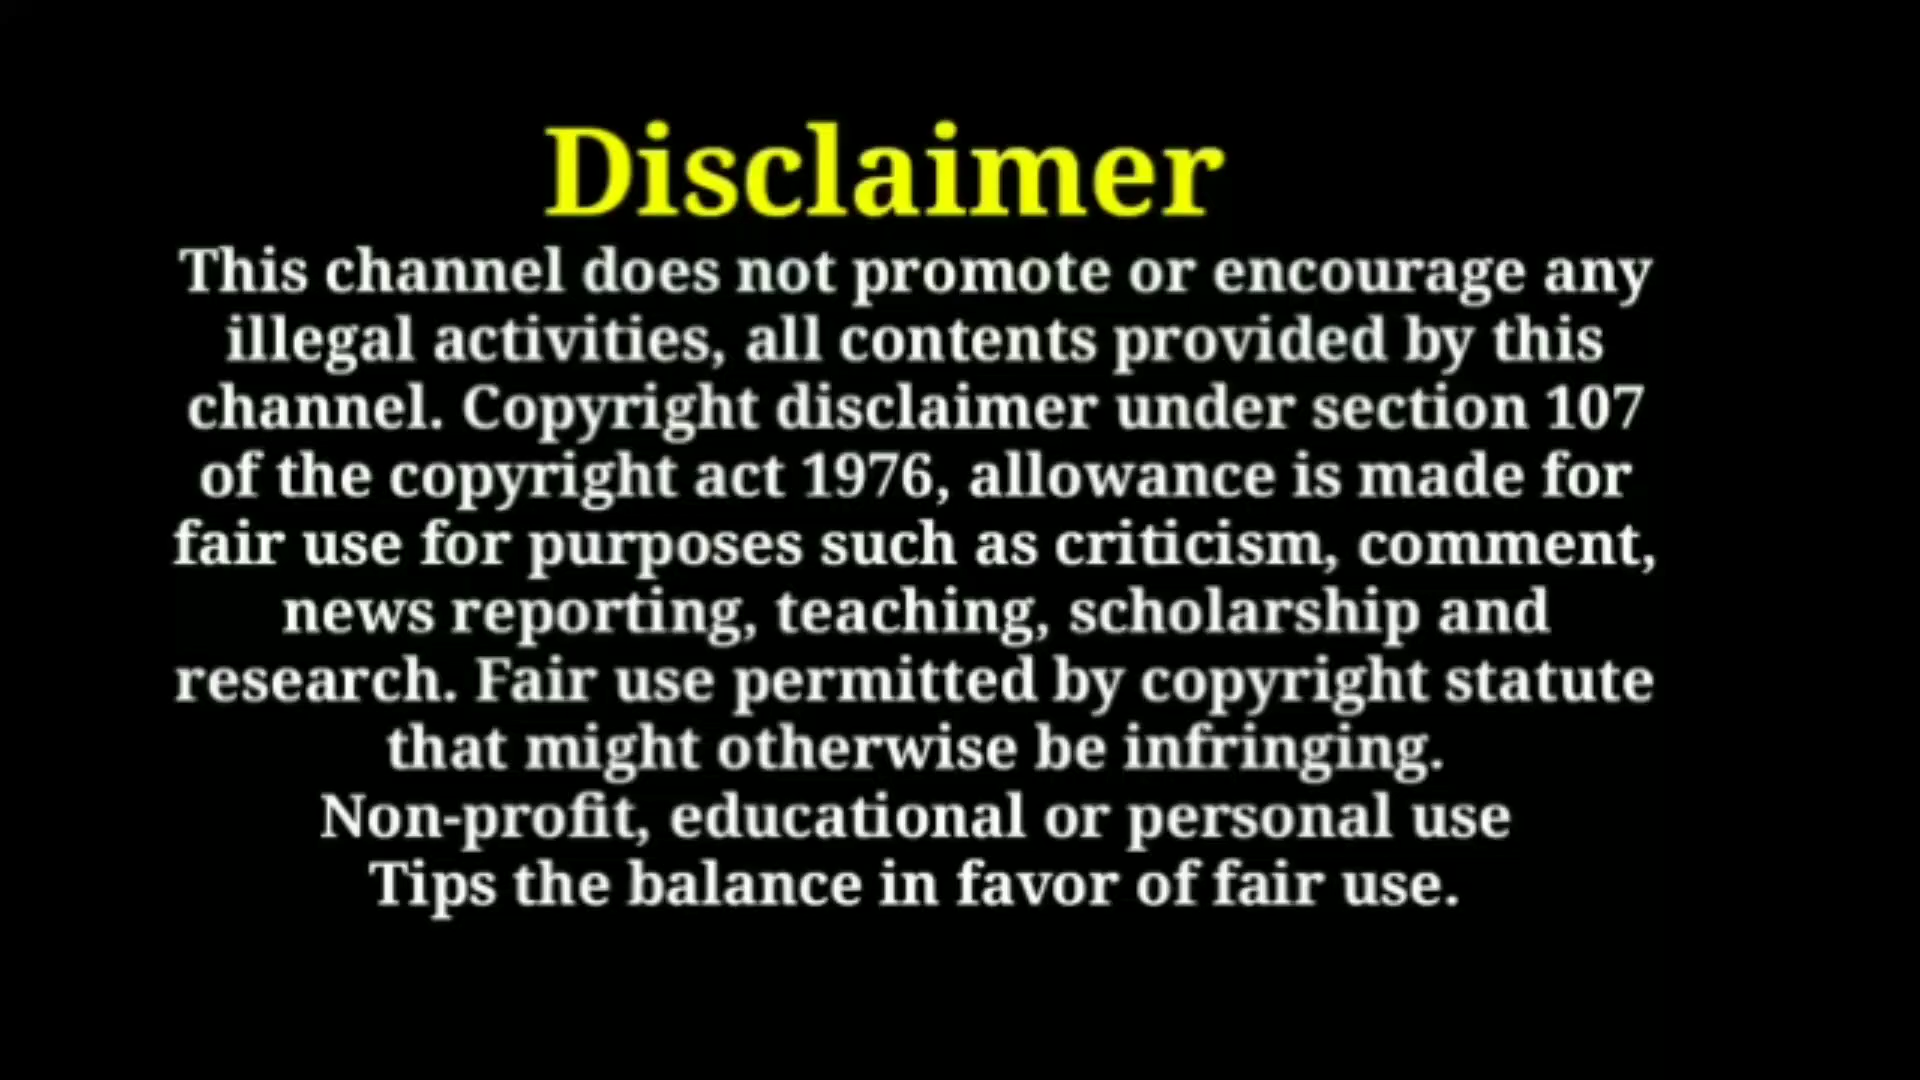 Disclaimer
This channel does not promote or encourage any
illegal activities, all contents provided by this
channel. Copyright disclaimer under section 107
of the copyright act 1976, allowance is made for
fair use for purposes such as criticism, comment,
news reporting, teaching, scholarship and
research. Fair use permitted by copyright statute
that might otherwise be infringing.
Non-profit, educational or personal use
Tips the balance in favor of fair use.